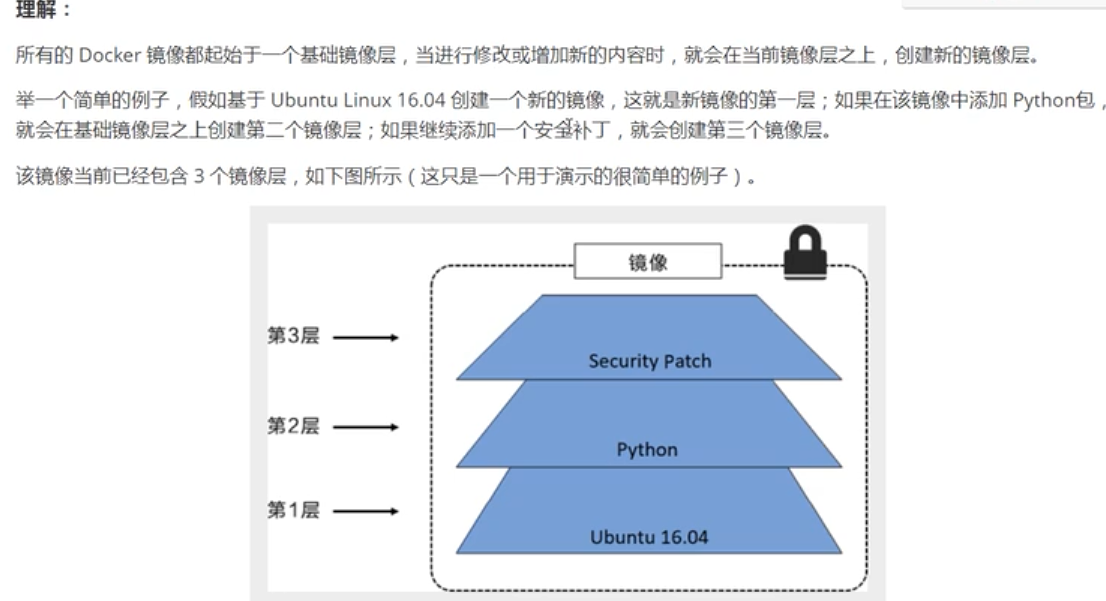 理解：
所有的 Docker 镜像都起始于一个基础镜像层，当进行修改或增加新的内容时，就会在当前镜像层之上，创建新的镜像层。
举一个简单的例子，假如基于 Ubuntu Linux 16.04 创建一个新的镜像，这就是新镜像的第一层；如果在该镜像中添加 Python包，
就会在基础镜像层之上创建第二个镜像层；如果继续添加一个安全补丁，就会创建第三个镜像层。
该镜像当前已经包含 3 个镜像层，如下图所示（这只是一个用于演示的很简单的例子）。
镜像
第3层
Security Patch
第2层
Python
第1层
Ubuntu 16.04